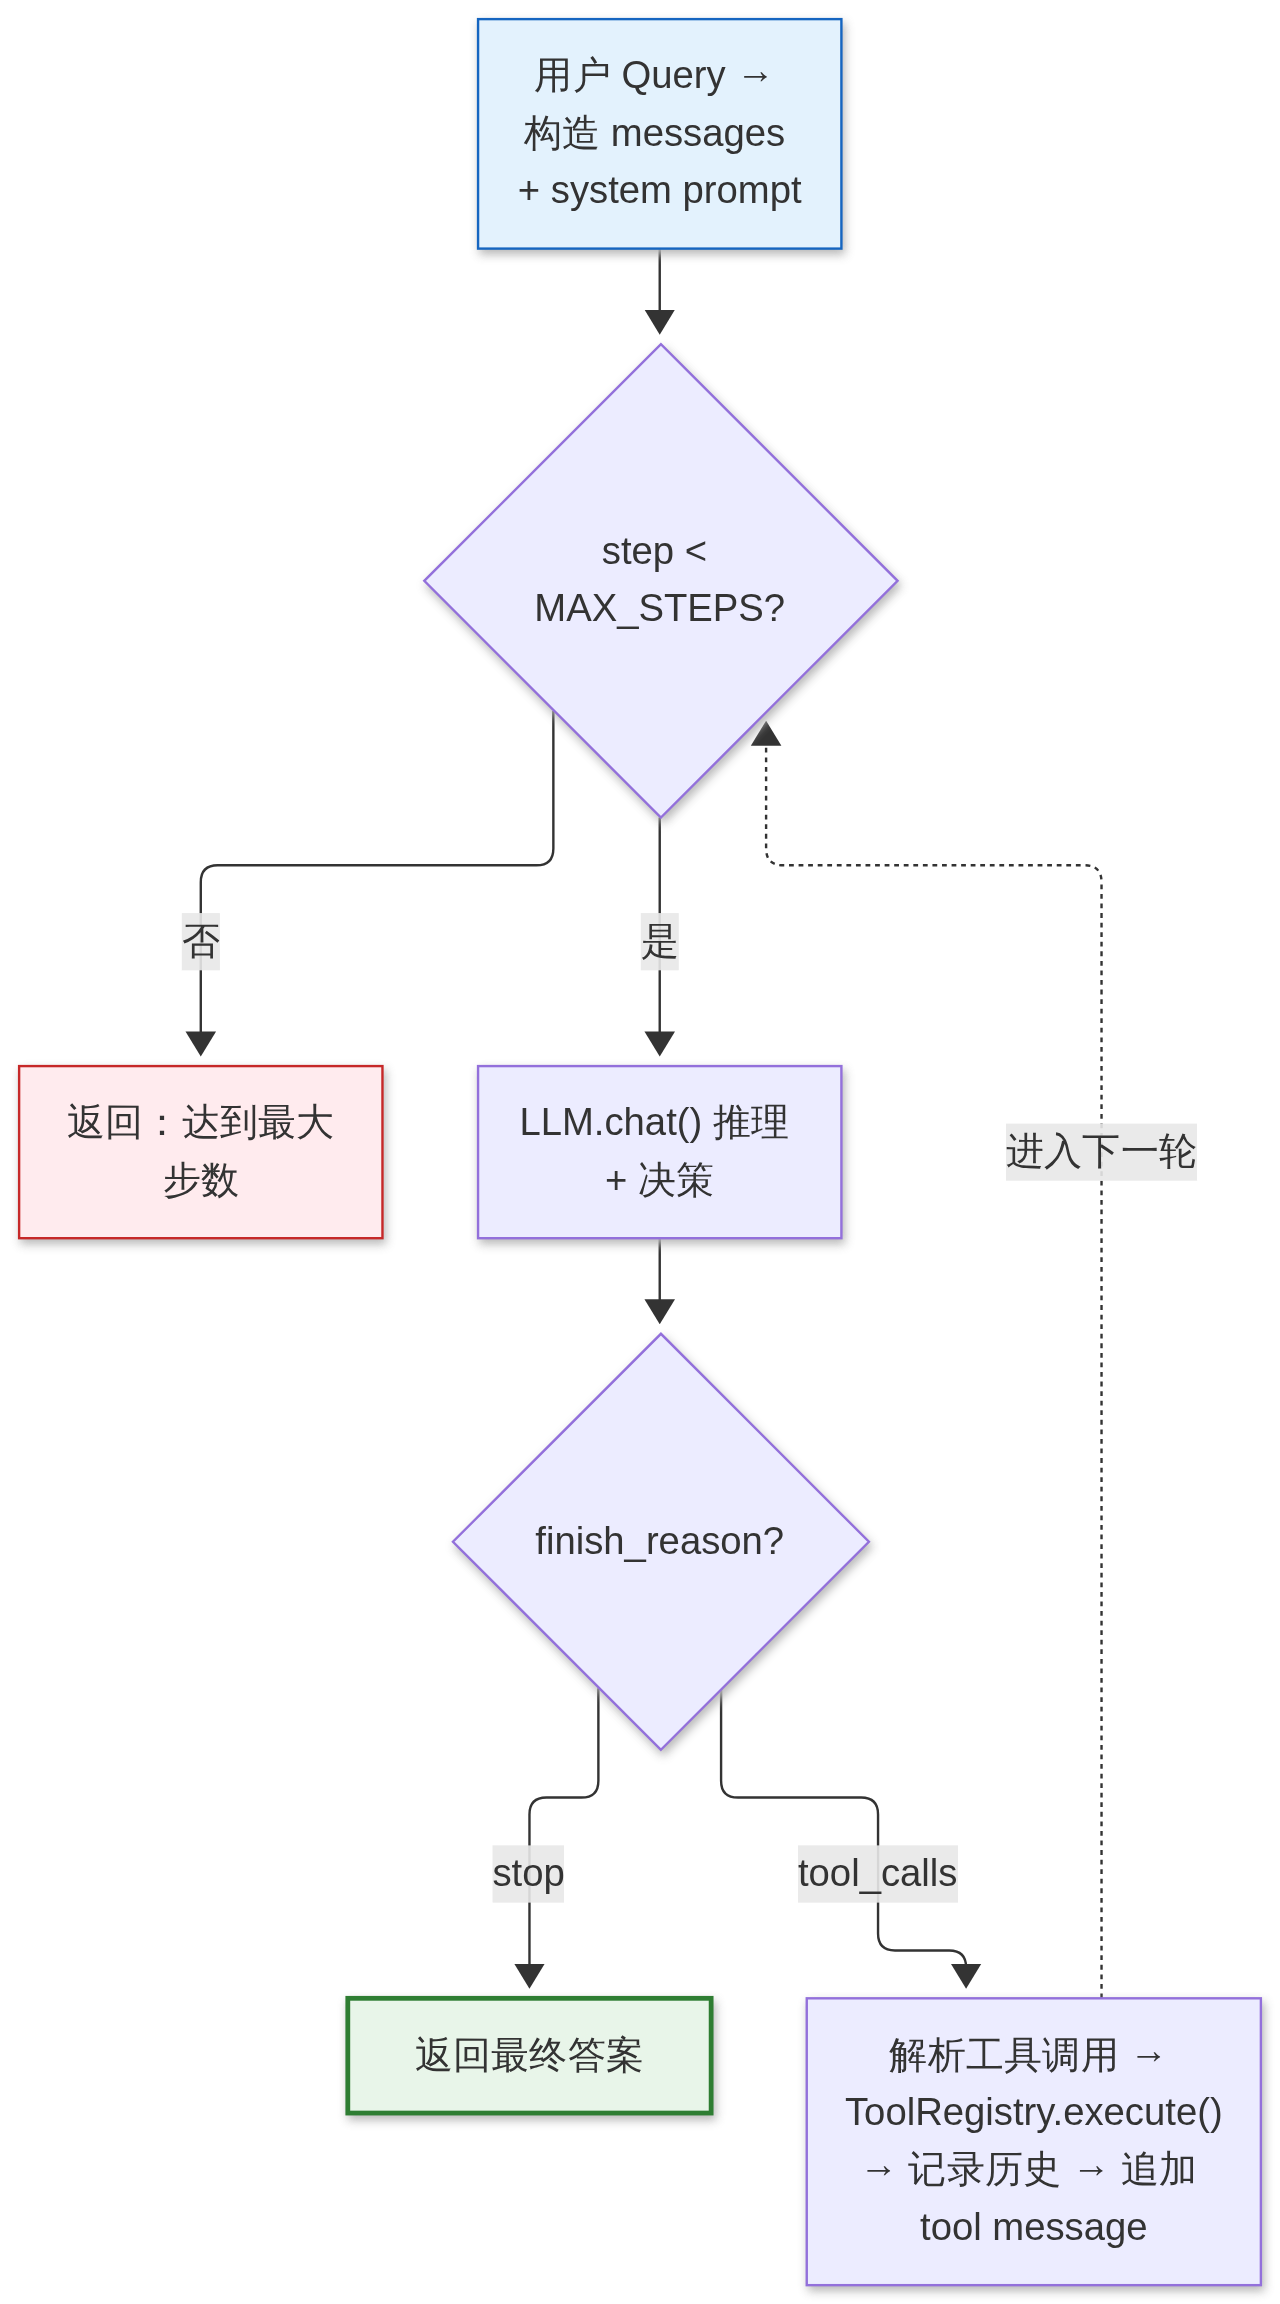 用户 Query →
构造 messages
+ system prompt
step <
MAX_STEPS?
否
是
返回：达到最大
步数
LLM.chat() 推理
+ 决策
进入下一轮
finish_reason?
stop
tool_calls
返回最终答案
解析工具调用 →
ToolRegistry.execute()
→ 记录历史 → 追加
tool message